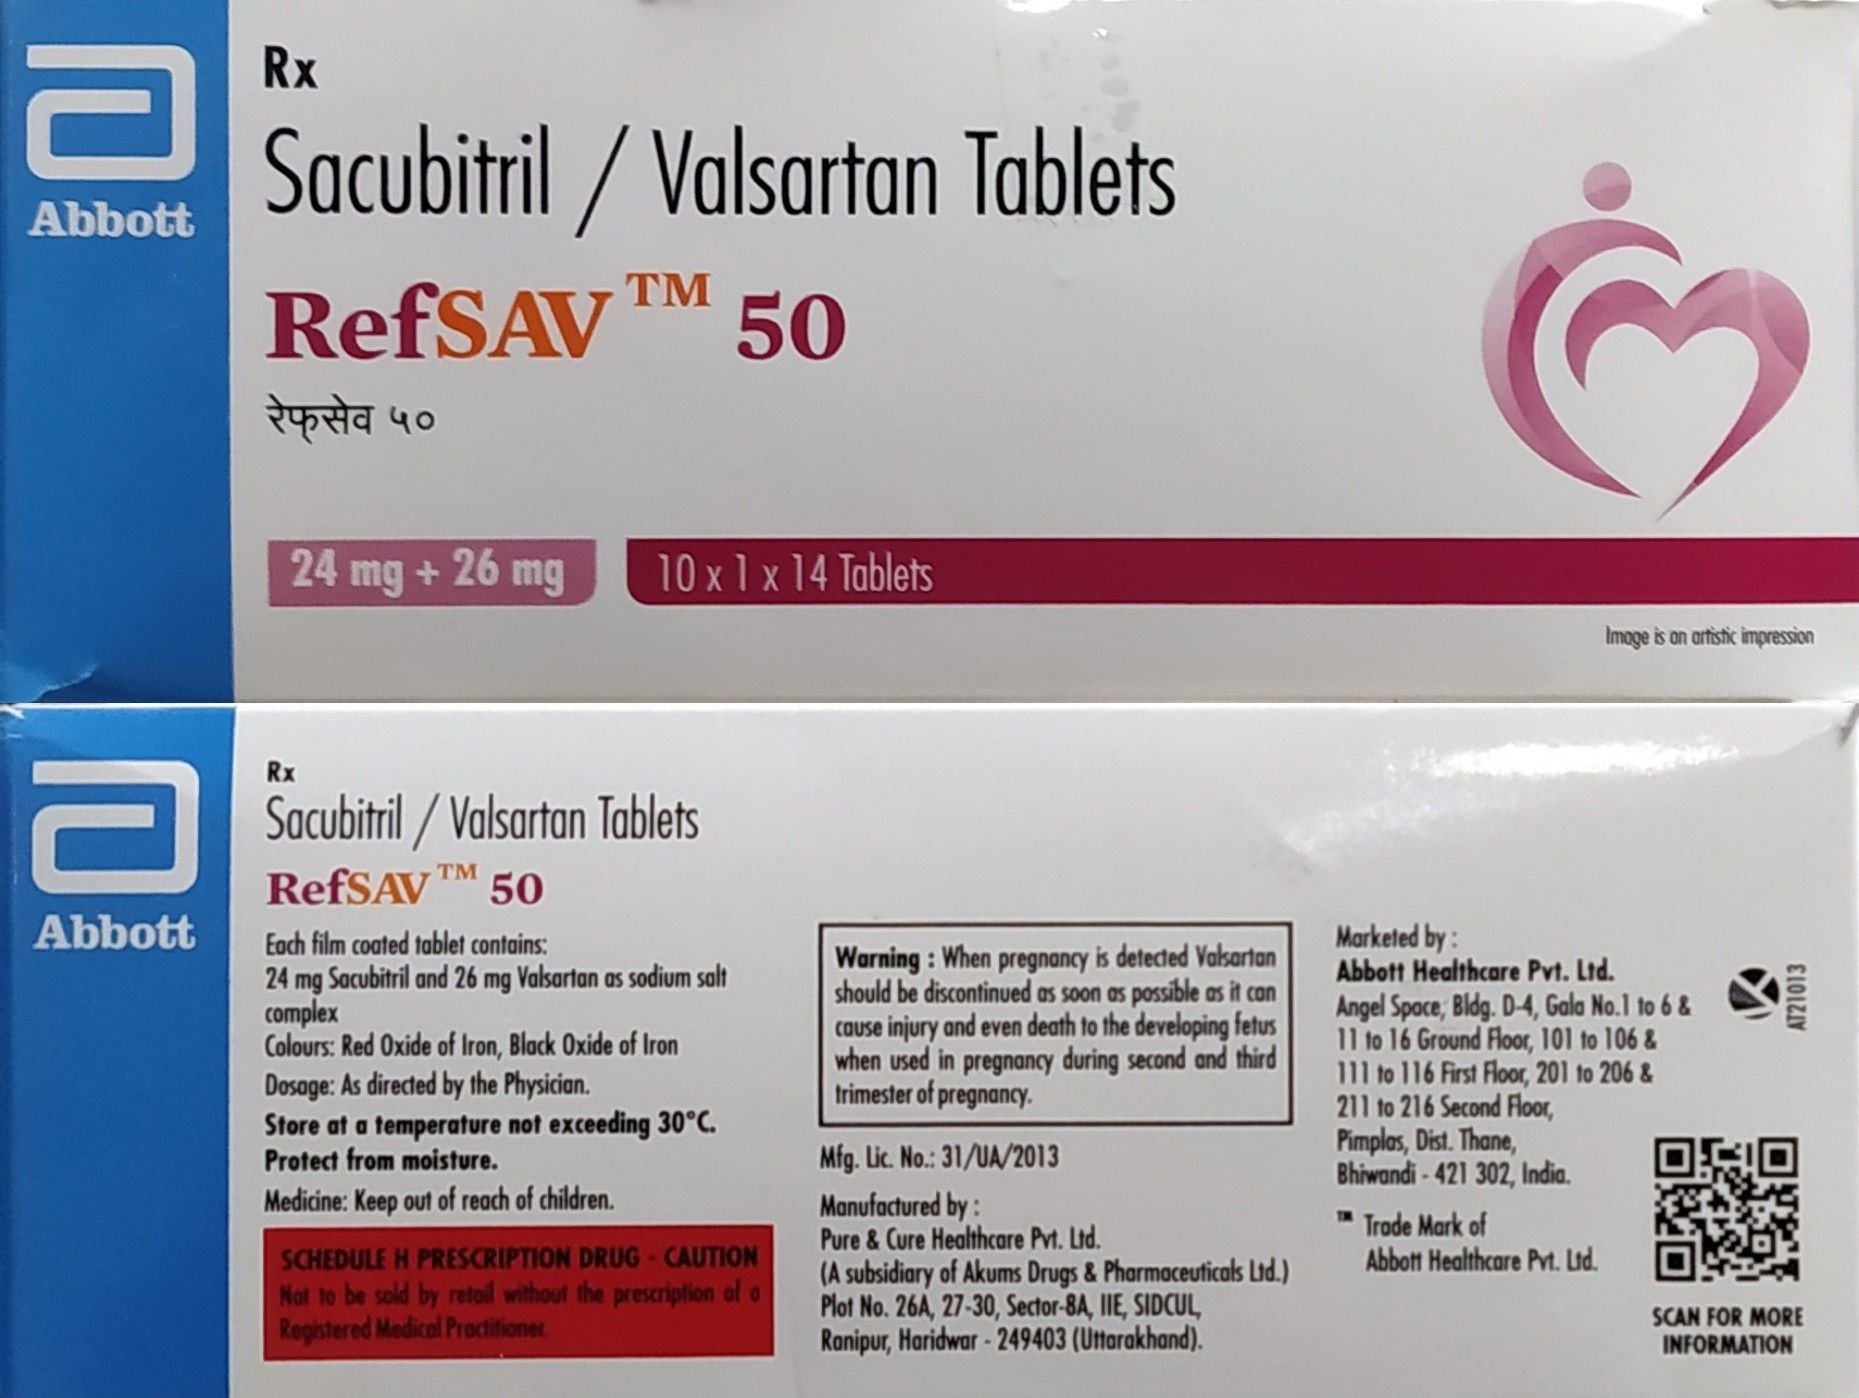 Abbott
Rx
Sacubitril / Valsartan Tablets
RefSAV™ 50
रेफ्सेव ५०
24 mg + 26 mg
10 x 1 x 14 Tablets
Image is an artistic impression
Abbott
Rx
Sacubitril / Valsartan Tablets
RefSAV™ 50
Each film coated tablet contains:
24 mg Sacubitril and 26 mg Valsartan as sodium salt
complex
Colours: Red Oxide of Iron, Black Oxide of Iron
Dosage: As directed by the Physician.
Store at a temperature not exceeding 30°C.
Protect from moisture.
Medicine: Keep out of reach of children.
SCHEDULE H PRESCRIPTION DRUG - CAUTION
Not to be sold by retail without the prescription of a
Registered Medical Practitioner.
Warning : When pregnancy is detected Valsartan
should be discontinued as soon as possible as it can
cause injury and even death to the developing fetus
when used in pregnancy during second and third
trimester of pregnancy.
Mfg. Lic. No.: 31/UA/2013
Manufactured by :
Pure & Cure Healthcare Pvt. Ltd.
(A subsidiary of Akums Drugs & Pharmaceuticals Ltd.)
Plot No. 26A, 27-30, Sector-8A, IIE, SIDCUL,
Ranipur, Haridwar - 249403 (Uttarakhand).
Marketed by :
Abbott Healthcare Pvt. Ltd.
Angel Space, Bldg. D-4, Gala No.1 to 6 &
11 to 16 Ground Floor, 101 to 106 &
111 to 116 First Floor, 201 to 206 &
211 to 216 Second Floor,
Pimplas, Dist. Thane,
Bhiwandi - 421 302, India.
™ Trade Mark of
Abbott Healthcare Pvt. Ltd.
AT21013
SCAN FOR MORE
INFORMATION